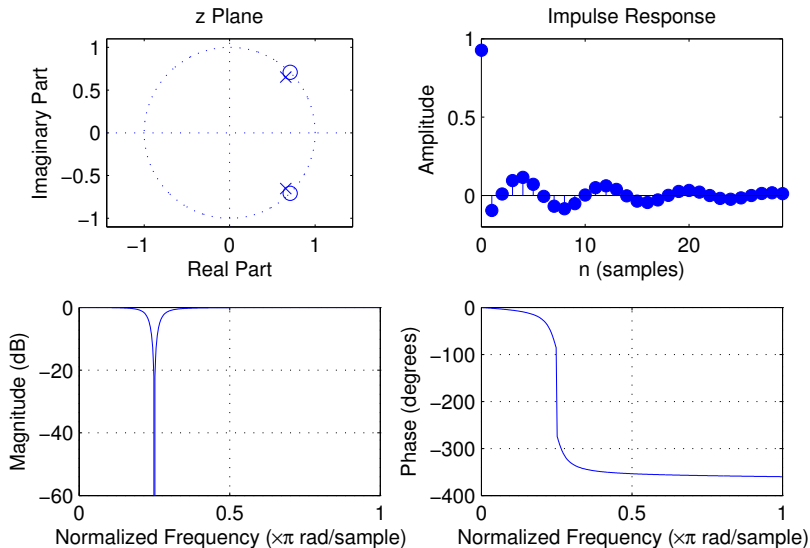 z Plane
1
0.5
0
−0.5
−1
−1
0
1
Imaginary Part
Real Part
Impulse Response
1
0.5
0
0
10
20
Amplitude
n (samples)
0
−20
−40
−60
0
0.5
1
Magnitude (dB)
Normalized Frequency (×π rad/sample)
0
−100
−200
−300
−400
0
0.5
1
Phase (degrees)
Normalized Frequency (×π rad/sample)